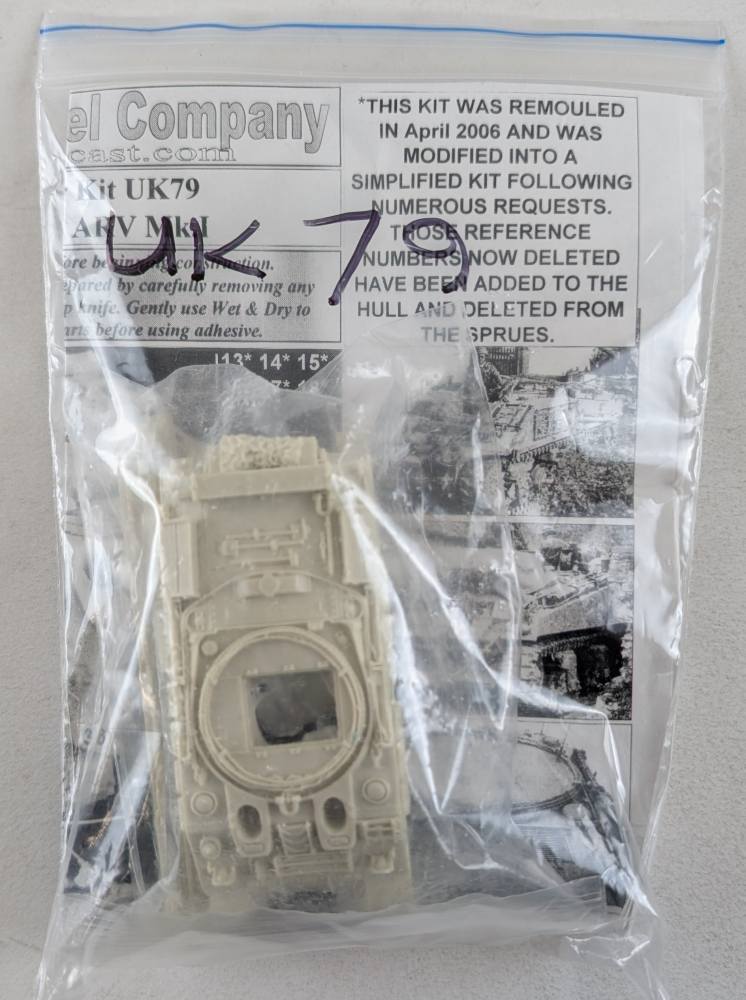 el Company
cast.com
Kit UK79
ARV Mk I
UK 79
before beginning construction.
prepared by carefully removing any
p knife. Gently use Wet & Dry to
parts before using adhesive.
*THIS KIT WAS REMOULED
IN April 2006 AND WAS
MODIFIED INTO A
SIMPLIFIED KIT FOLLOWING
NUMEROUS REQUESTS.
THOSE REFERENCE
NUMBERS NOW DELETED
HAVE BEEN ADDED TO THE
HULL AND DELETED FROM
THE SPRUES.
13* 14* 15*